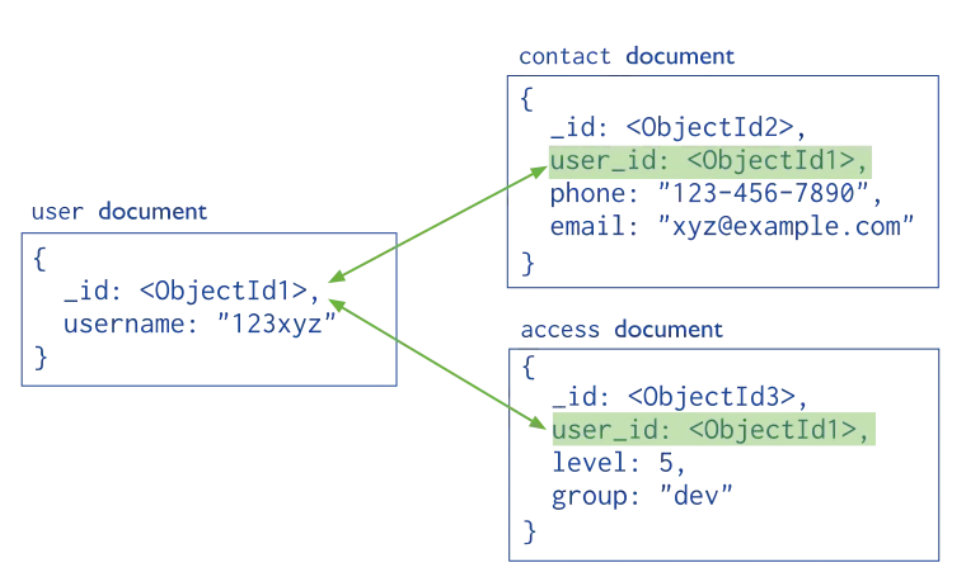 user document
{
_id: <ObjectId1>,
username: "123xyz"
}
contact document
{
_id: <ObjectId2>,
user_id: <ObjectId1>,
phone: "123-456-7890",
email: "xyz@example.com"
}
access document
{
_id: <ObjectId3>,
user_id: <ObjectId1>,
level: 5,
group: "dev"
}